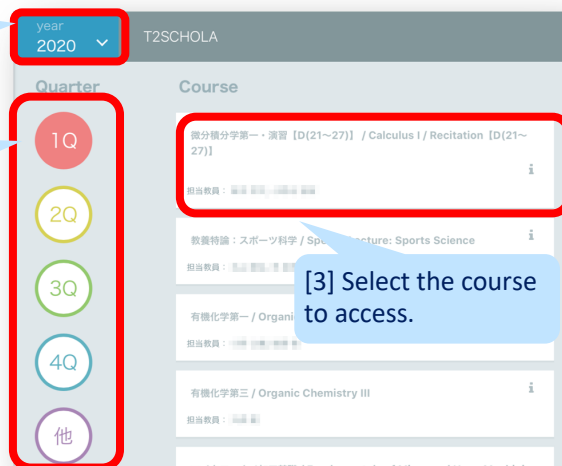 year
2020
T2SCHOLA
Quarter
Course
1Q
2Q
3Q
4Q
他
微分積分学第一・演習【D(21～27)】 / Calculus I / Recitation【D(21～
27)】
担当教員：
教養特論：スポーツ科学 / Spe cture: Sports Science
担当教員：
[3] Select the course
to access.
有機化学第一 / Organi
担当教員：
有機化学第三 / Organic Chemistry III
担当教員：